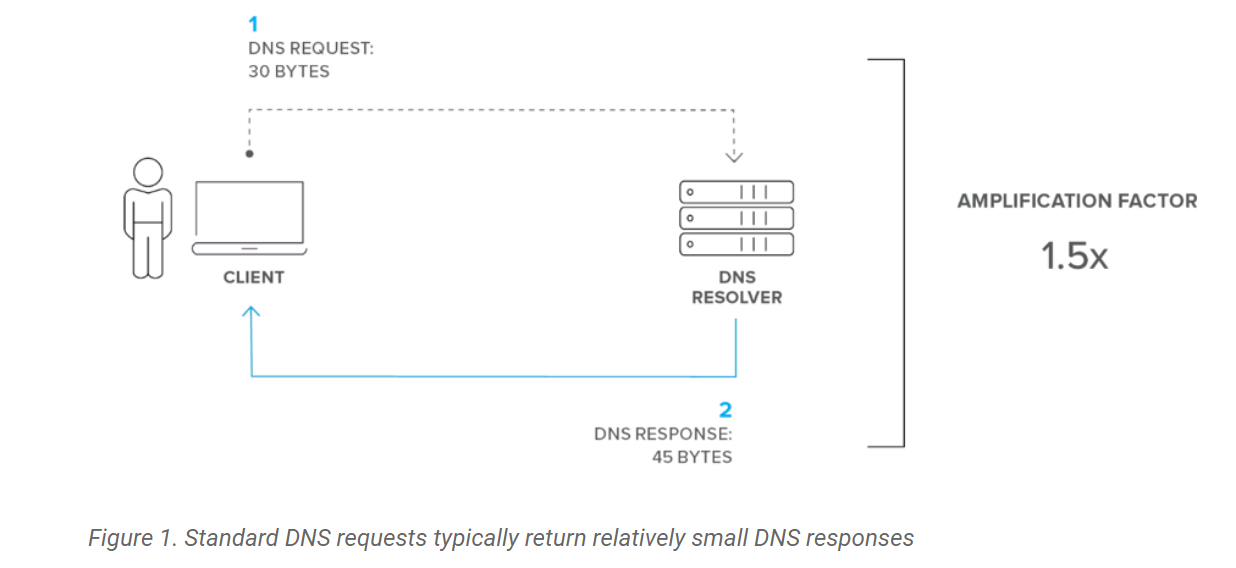 1
DNS REQUEST:
30 BYTES
CLIENT
DNS
RESOLVER
AMPLIFICATION FACTOR
1.5x
2
DNS RESPONSE:
45 BYTES
Figure 1. Standard DNS requests typically return relatively small DNS responses